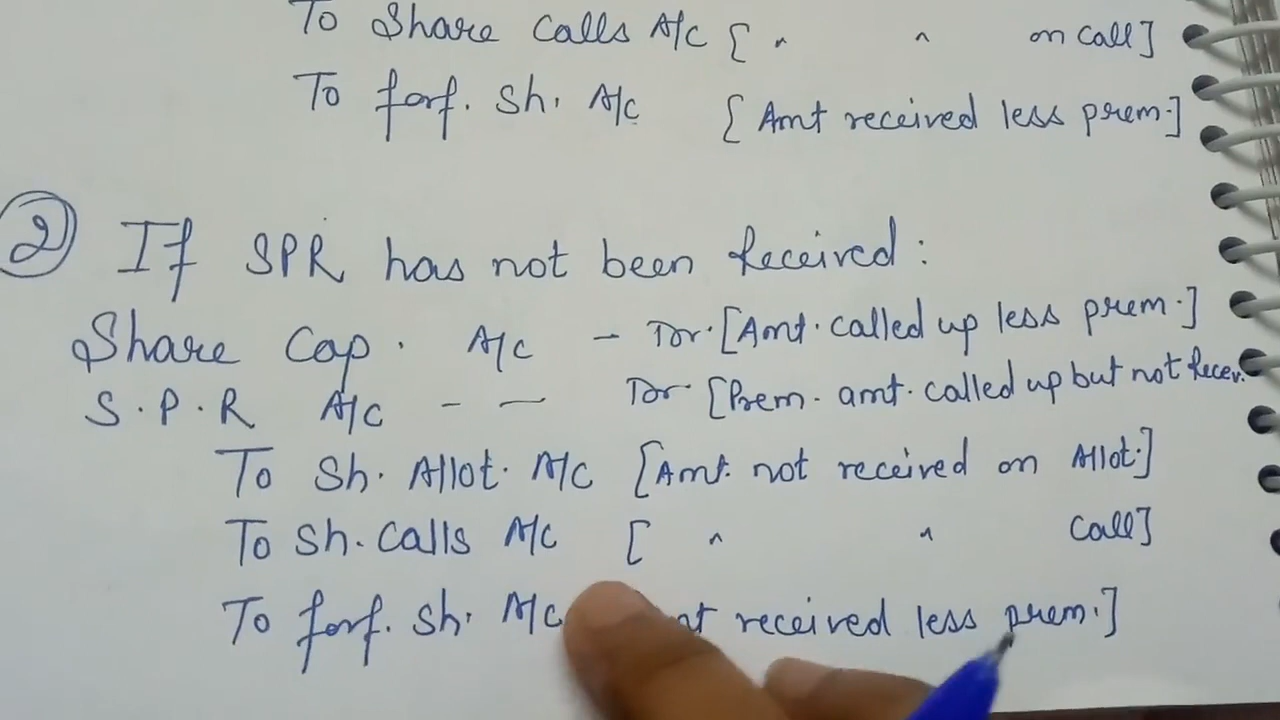 To Share Calls A/c [ " " on call]
To forf. Sh. A/c [Amt received less prem.]
2 If SPR has not been Received :
Share Cap. A/c - Dr. [Amt. called up less prem.]
S.P.R A/c - - Dr [Prem. amt. called up but not Recev.
To Sh. Allot. A/c [Amt. not received on Allot.]
To Sh. Calls A/c [ " " Call]
To forf. Sh. A/c received less prem.]